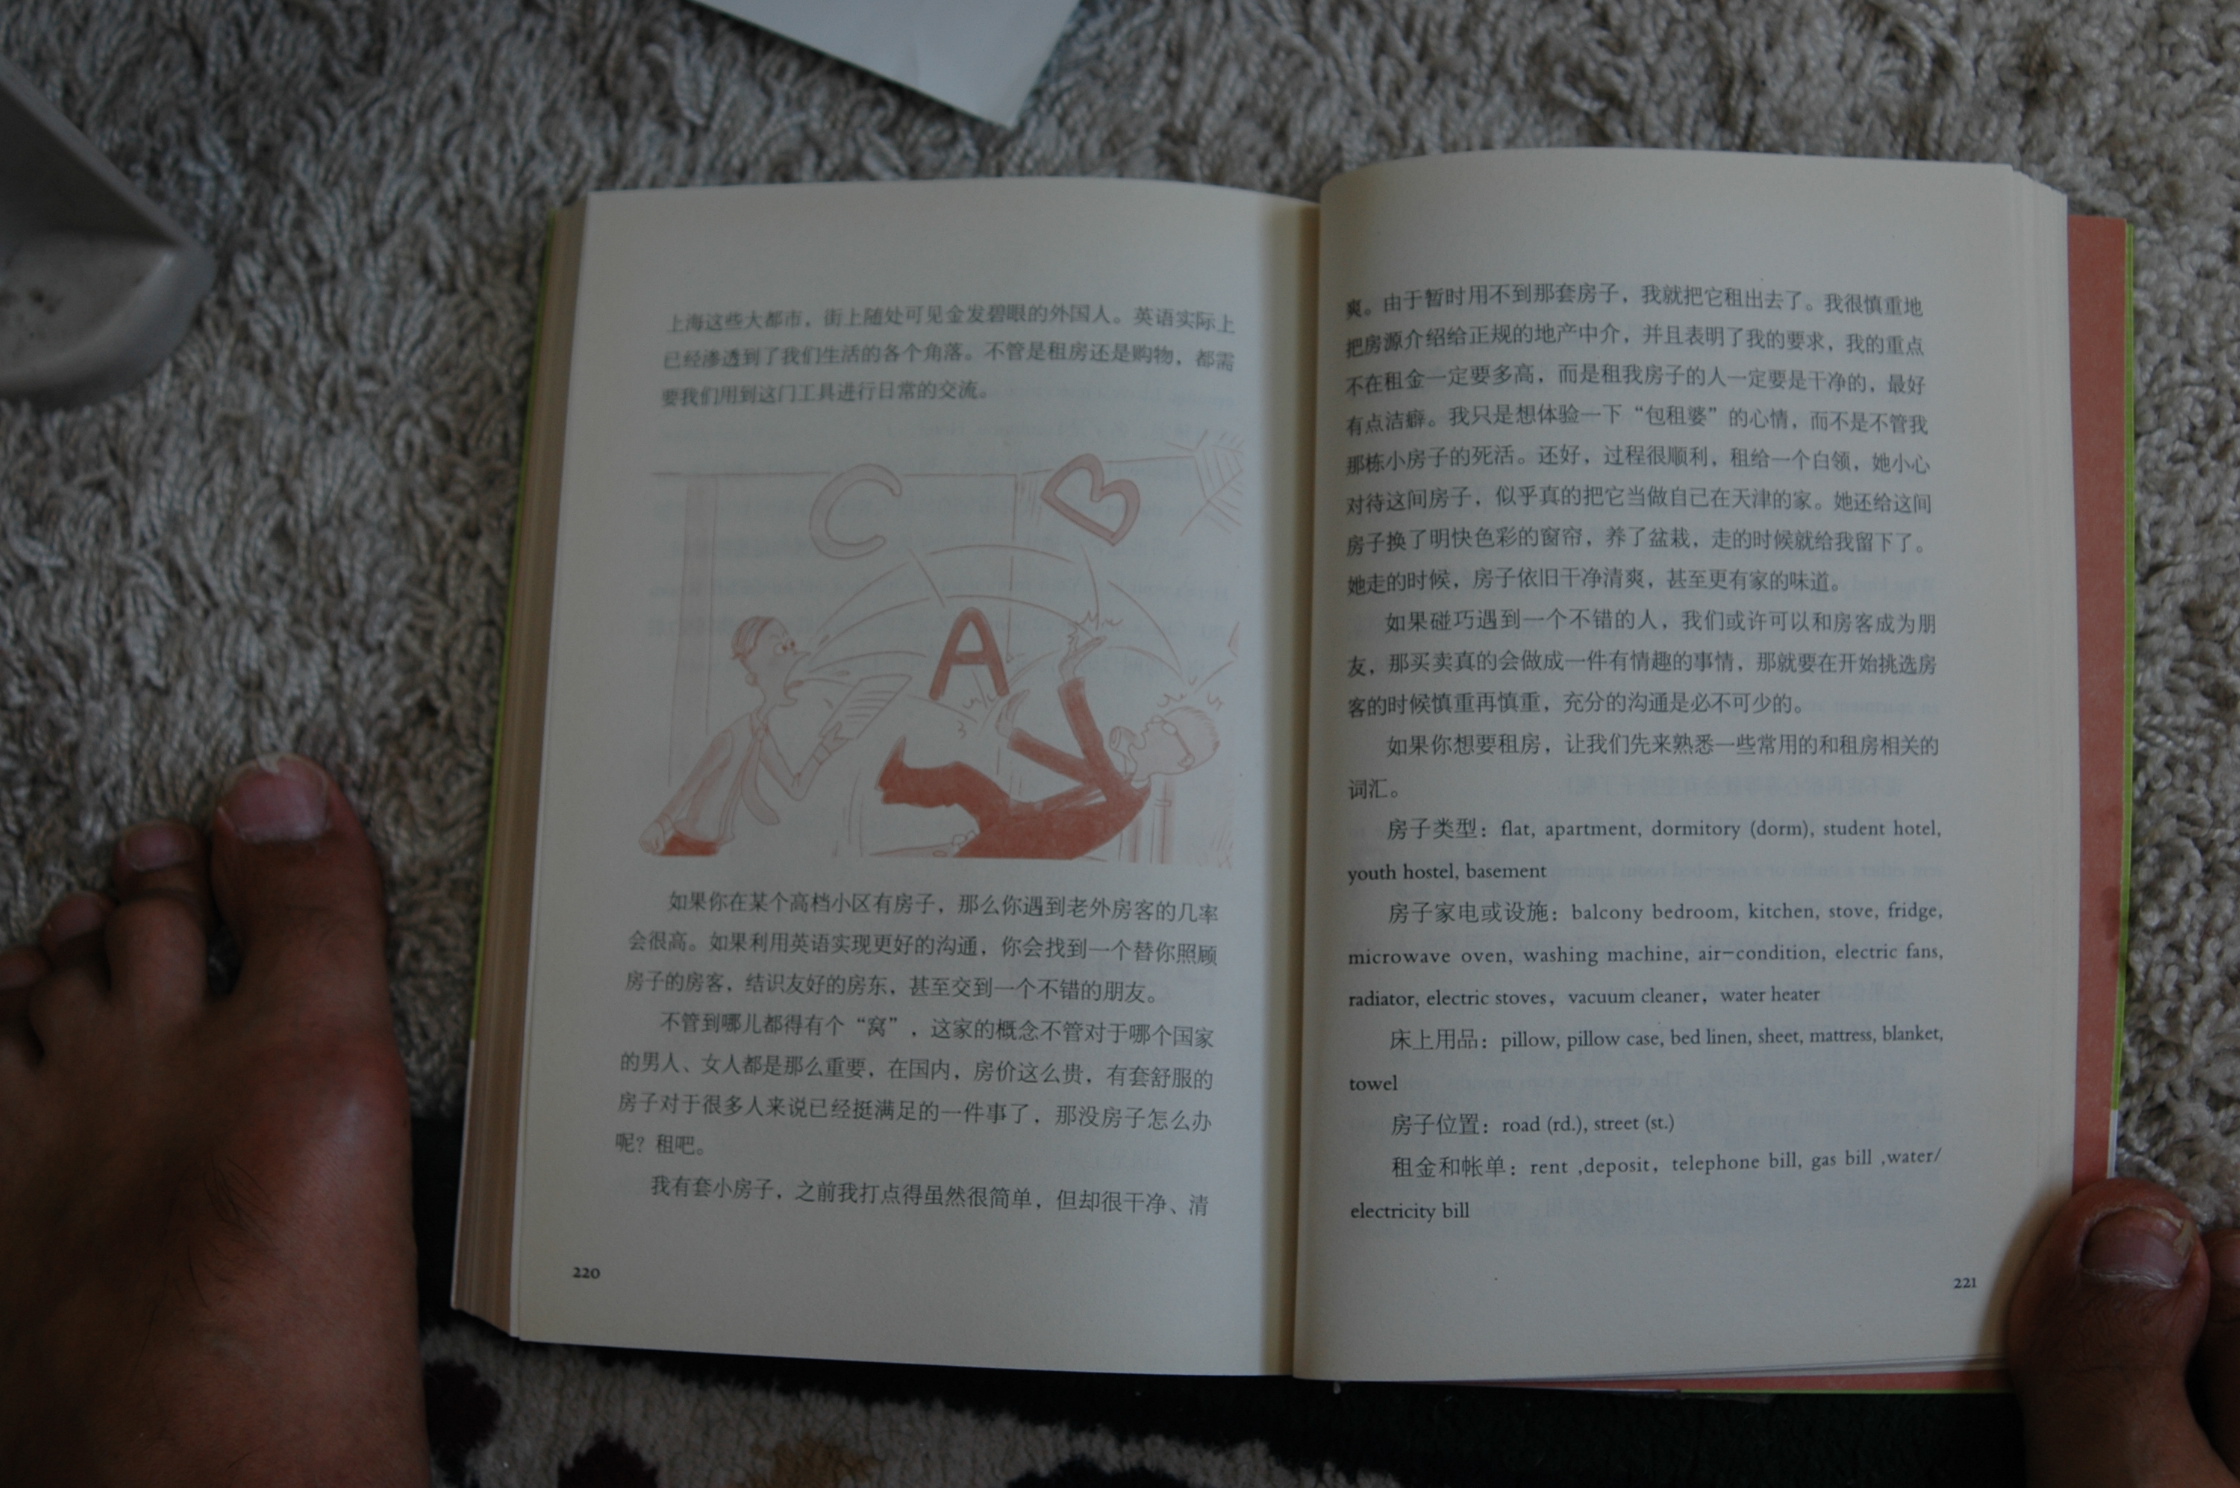 上海这些大都市，街上随处可见金发碧眼的外国人。英语实际上
已经渗透到了我们生活的各个角落。不管是租房还是购物，都需
要我们用到这门工具进行日常的交流。
C
A
如果你在某个高档小区有房子，那么你遇到老外房客的几率
会很高。如果利用英语实现更好的沟通，你会找到一个替你照顾
房子的房客，结识友好的房东，甚至交到一个不错的朋友。
不管到哪儿都得有个“窝”，这家的概念不管对于哪个国家
的男人、女人都是那么重要，在国内，房价这么贵，有套舒服的
房子对于很多人来说已经挺满足的一件事了，那没房子怎么办
呢？租吧。
我有套小房子，之前我打点得虽然很简单，但却很干净、清
220
爽。由于暂时用不到那套房子，我就把它租出去了。我很慎重地
把房源介绍给正规的地产中介，并且表明了我的要求，我的重点
不在租金一定要多高，而是租我房子的人一定要是干净的，最好
有点洁癖。我只是想体验一下“包租婆”的心情，而不是不管我
那栋小房子的死活。还好，过程很顺利，租给一个白领，她小心
对待这间房子，似乎真的把它当做自己在天津的家。她还给这间
房子换了明快色彩的窗帘，养了盆栽，走的时候就给我留下了。
她走的时候，房子依旧干净清爽，甚至更有家的味道。
如果碰巧遇到一个不错的人，我们或许可以和房客成为朋
友，那买卖真的会做成一件有情趣的事情，那就要在开始挑选房
客的时候慎重再慎重，充分的沟通是必不可少的。
如果你想要租房，让我们先来熟悉一些常用的和租房相关的
词汇。
房子类型：flat, apartment, dormitory (dorm), student hotel,
youth hostel, basement
房子家电或设施：balcony bedroom, kitchen, stove, fridge,
microwave oven, washing machine, air-condition, electric fans,
radiator, electric stoves, vacuum cleaner, water heater
床上用品：pillow, pillow case, bed linen, sheet, mattress, blanket,
towel
房子位置：road (rd.), street (st.)
租金和帐单：rent ,deposit, telephone bill, gas bill ,water/
electricity bill
221